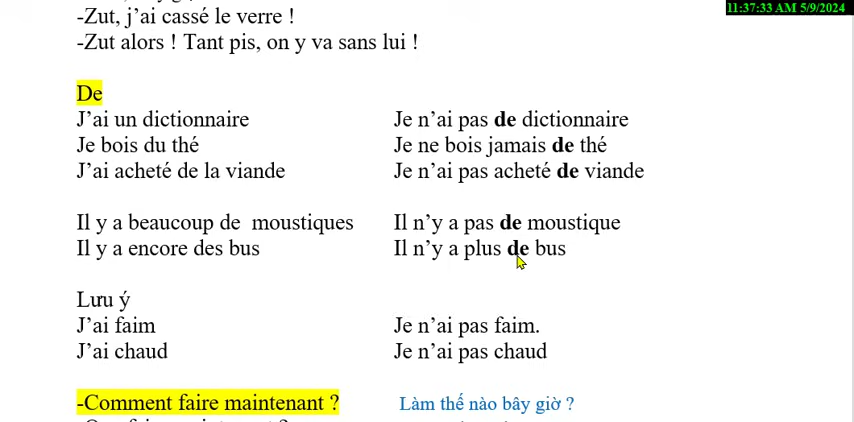 11:37:33 AM 5/9/2024
-Zut, j’ai cassé le verre !
-Zut alors ! Tant pis, on y va sans lui !
De
J’ai un dictionnaire Je n’ai pas de dictionnaire
Je bois du thé Je ne bois jamais de thé
J’ai acheté de la viande Je n’ai pas acheté de viande
Il y a beaucoup de moustiques Il n’y a pas de moustique
Il y a encore des bus Il n’y a plus de bus
Lưu ý
J’ai faim Je n’ai pas faim.
J’ai chaud Je n’ai pas chaud
-Comment faire maintenant ? Làm thế nào bây giờ ?